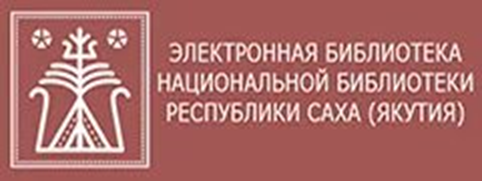 ЭЛЕКТРОННАЯ БИБЛИОТЕКА
НАЦИОНАЛЬНОЙ БИБЛИОТЕКИ
РЕСПУБЛИКИ САХА (ЯКУТИЯ)